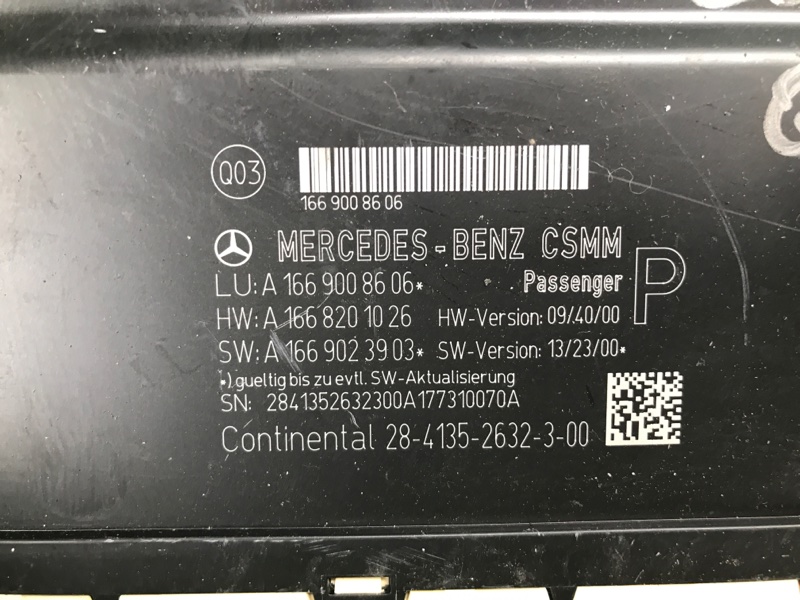 Q03
166 900 86 06
MERCEDES-BENZ CSMM
LU: A 166 900 86 06* Passenger P
HW: A 166 820 10 26 HW-Version: 09/40/00
SW: A 166 902 39 03* SW-Version: 13/23/00*
*) gueltig bis zu evtl. SW-Aktualisierung
SN: 2841352632300A177310070A
Continental 28-4135-2632-3-00